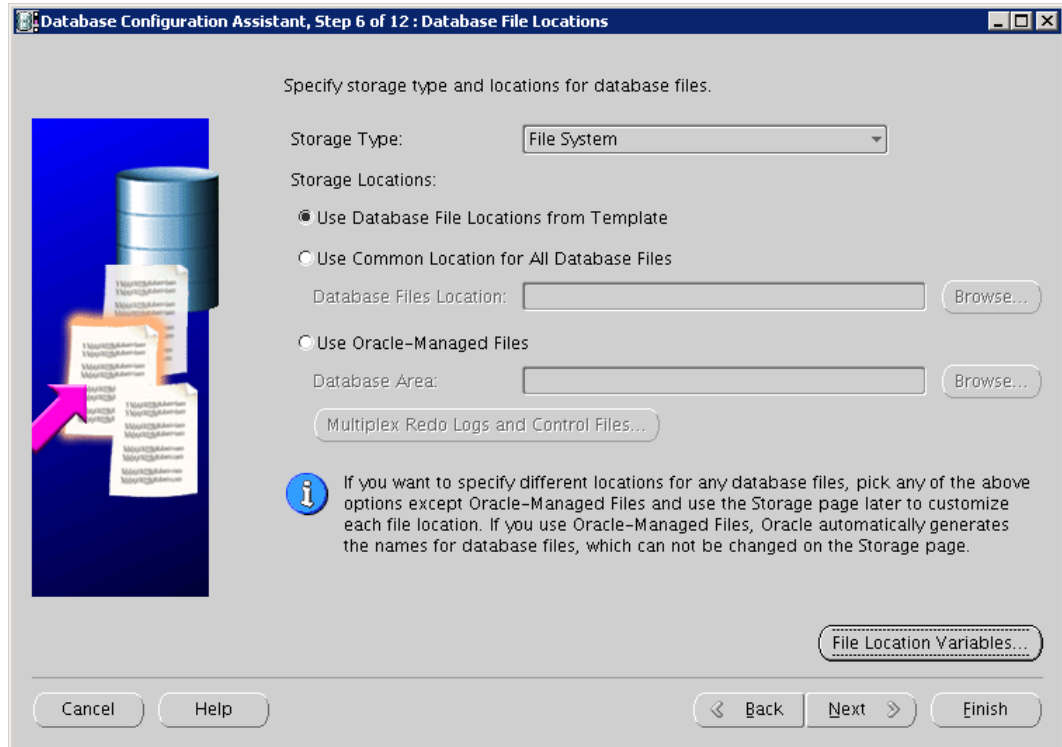 Database Configuration Assistant, Step 6 of 12 : Database File Locations
Specify storage type and locations for database files.
Storage Type: File System
Storage Locations:
Use Database File Locations from Template
Use Common Location for All Database Files
Database Files Location: Browse...
Use Oracle-Managed Files
Database Area: Browse...
Multiplex Redo Logs and Control Files...
If you want to specify different locations for any database files, pick any of the above
options except Oracle-Managed Files and use the Storage page later to customize
each file location. If you use Oracle-Managed Files, Oracle automatically generates
the names for database files, which can not be changed on the Storage page.
File Location Variables...
Cancel Help Back Next Finish